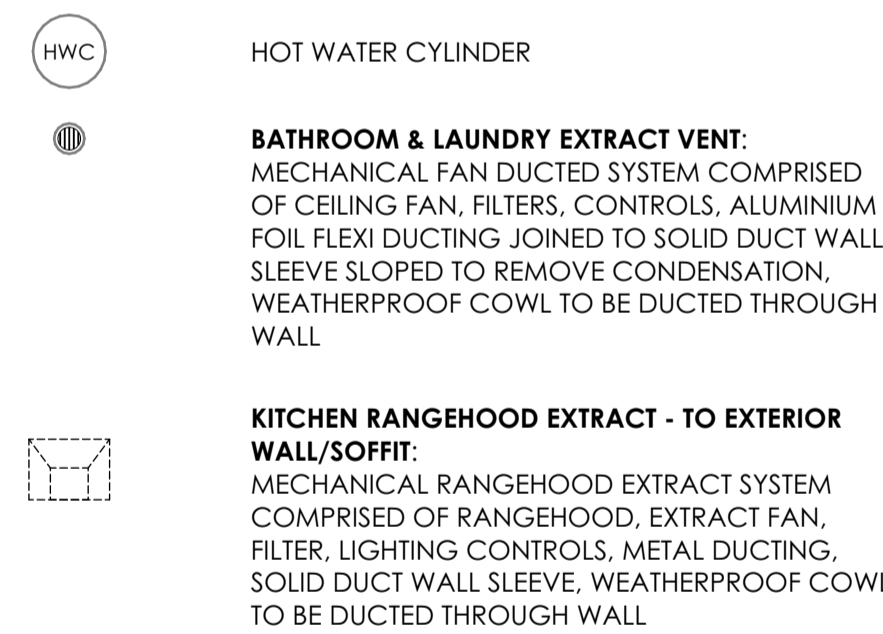 HWC HOT WATER CYLINDER
BATHROOM & LAUNDRY EXTRACT VENT:
MECHANICAL FAN DUCTED SYSTEM COMPRISED
OF CEILING FAN, FILTERS, CONTROLS, ALUMINIUM
FOIL FLEXI DUCTING JOINED TO SOLID DUCT WALL
SLEEVE SLOPED TO REMOVE CONDENSATION,
WEATHERPROOF COWL TO BE DUCTED THROUGH
WALL
KITCHEN RANGEHOOD EXTRACT - TO EXTERIOR
WALL/SOFFIT:
MECHANICAL RANGEHOOD EXTRACT SYSTEM
COMPRISED OF RANGEHOOD, EXTRACT FAN,
FILTER, LIGHTING CONTROLS, METAL DUCTING,
SOLID DUCT WALL SLEEVE, WEATHERPROOF COWL
TO BE DUCTED THROUGH WALL